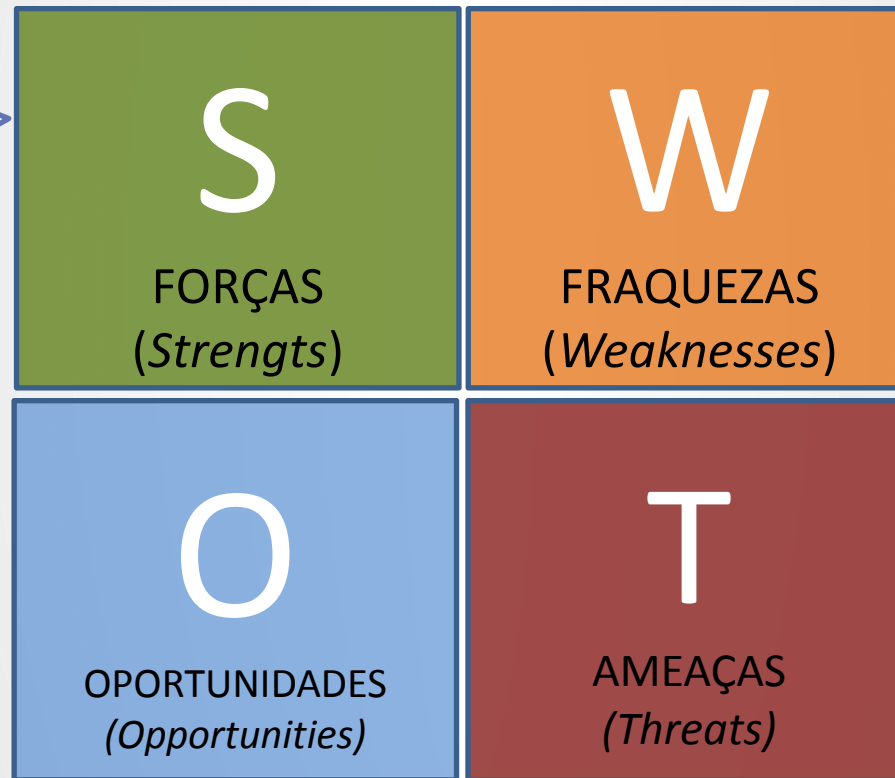 S
FORÇAS
(Strengts)
W
FRAQUEZAS
(Weaknesses)
O
OPORTUNIDADES
(Opportunities)
T
AMEAÇAS
(Threats)